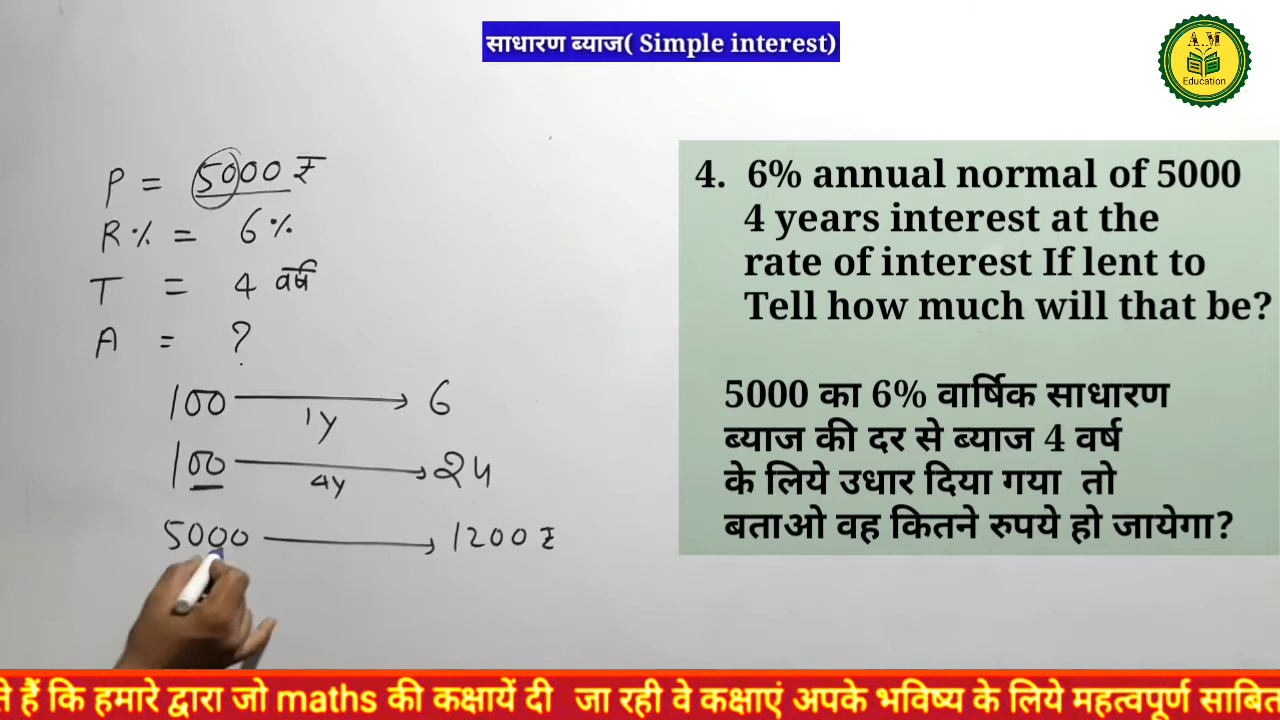 साधारण ब्याज( Simple interest)
A.M
Education
P = 5000 ₹
R% = 6%
T = 4 वर्ष
A = ?
100 → 6
1y
100 → 24
4y
5000 → 1200 ₹
4. 6% annual normal of 5000
4 years interest at the
rate of interest If lent to
Tell how much will that be?
5000 का 6% वार्षिक साधारण
ब्याज की दर से ब्याज 4 वर्ष
के लिये उधार दिया गया तो
बताओ वह कितने रुपये हो जायेगा?
ते हैं कि हमारे द्वारा जो maths की कक्षायें दी जा रही वे कक्षाएं अपके भविष्य के लिये महत्वपूर्ण साबित